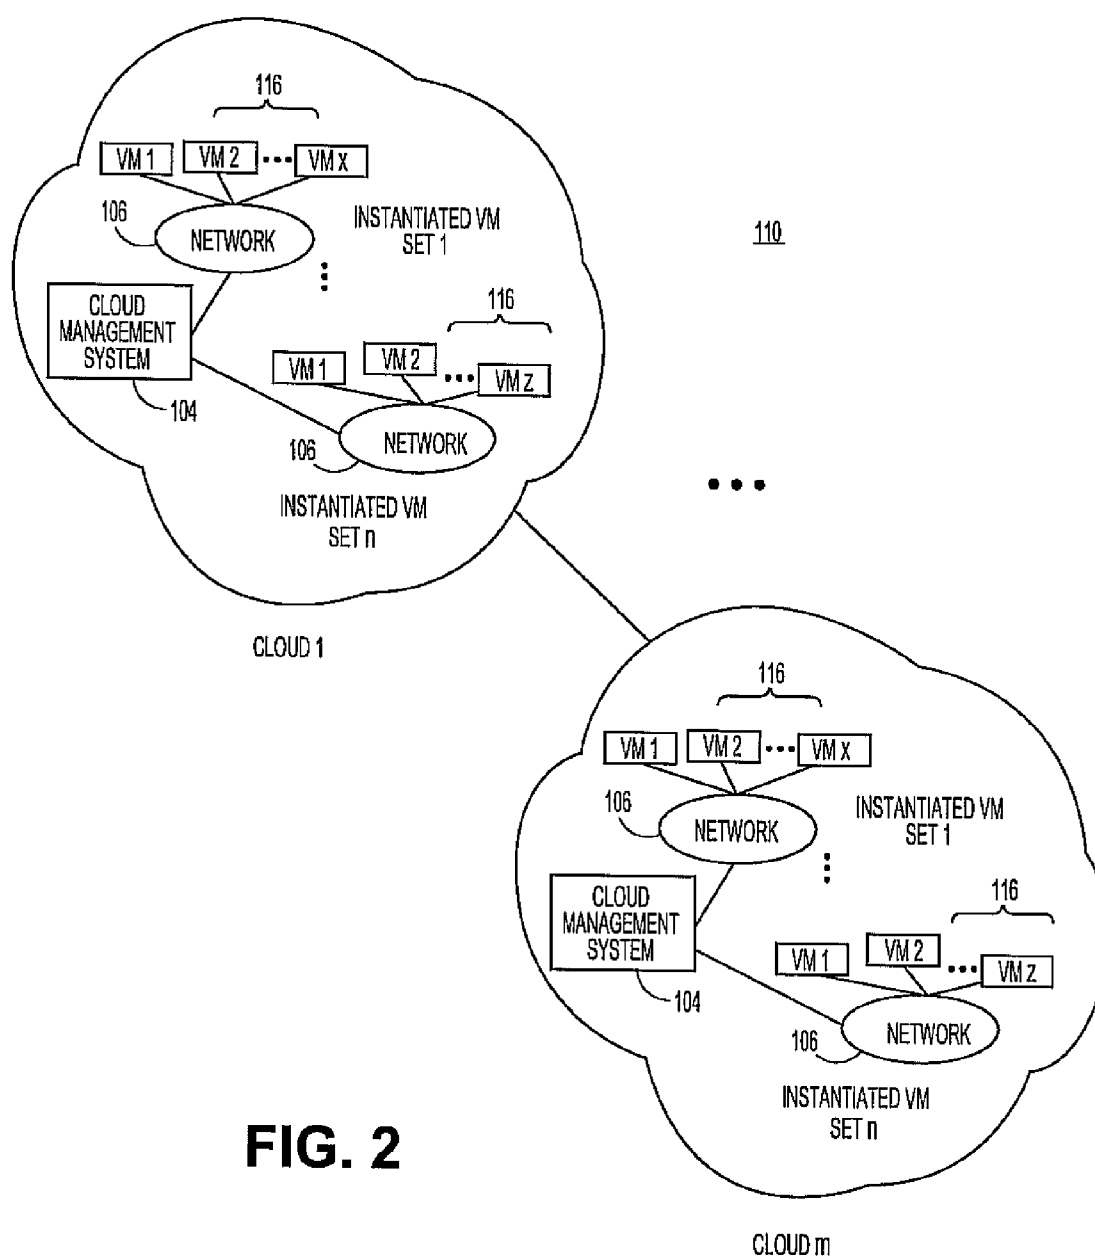 116
VM 1
VM 2
VM X
106
NETWORK
INSTANTIATED VM
SET 1
110
CLOUD
MANAGEMENT
SYSTEM
104
116
VM 1
VM 2
VM Z
106
NETWORK
INSTANTIATED VM
SET n
CLOUD 1
116
VM 1
VM 2
VM X
106
NETWORK
INSTANTIATED VM
SET 1
CLOUD
MANAGEMENT
SYSTEM
104
116
VM 1
VM 2
VM Z
106
NETWORK
INSTANTIATED VM
SET n
FIG. 2
CLOUD m